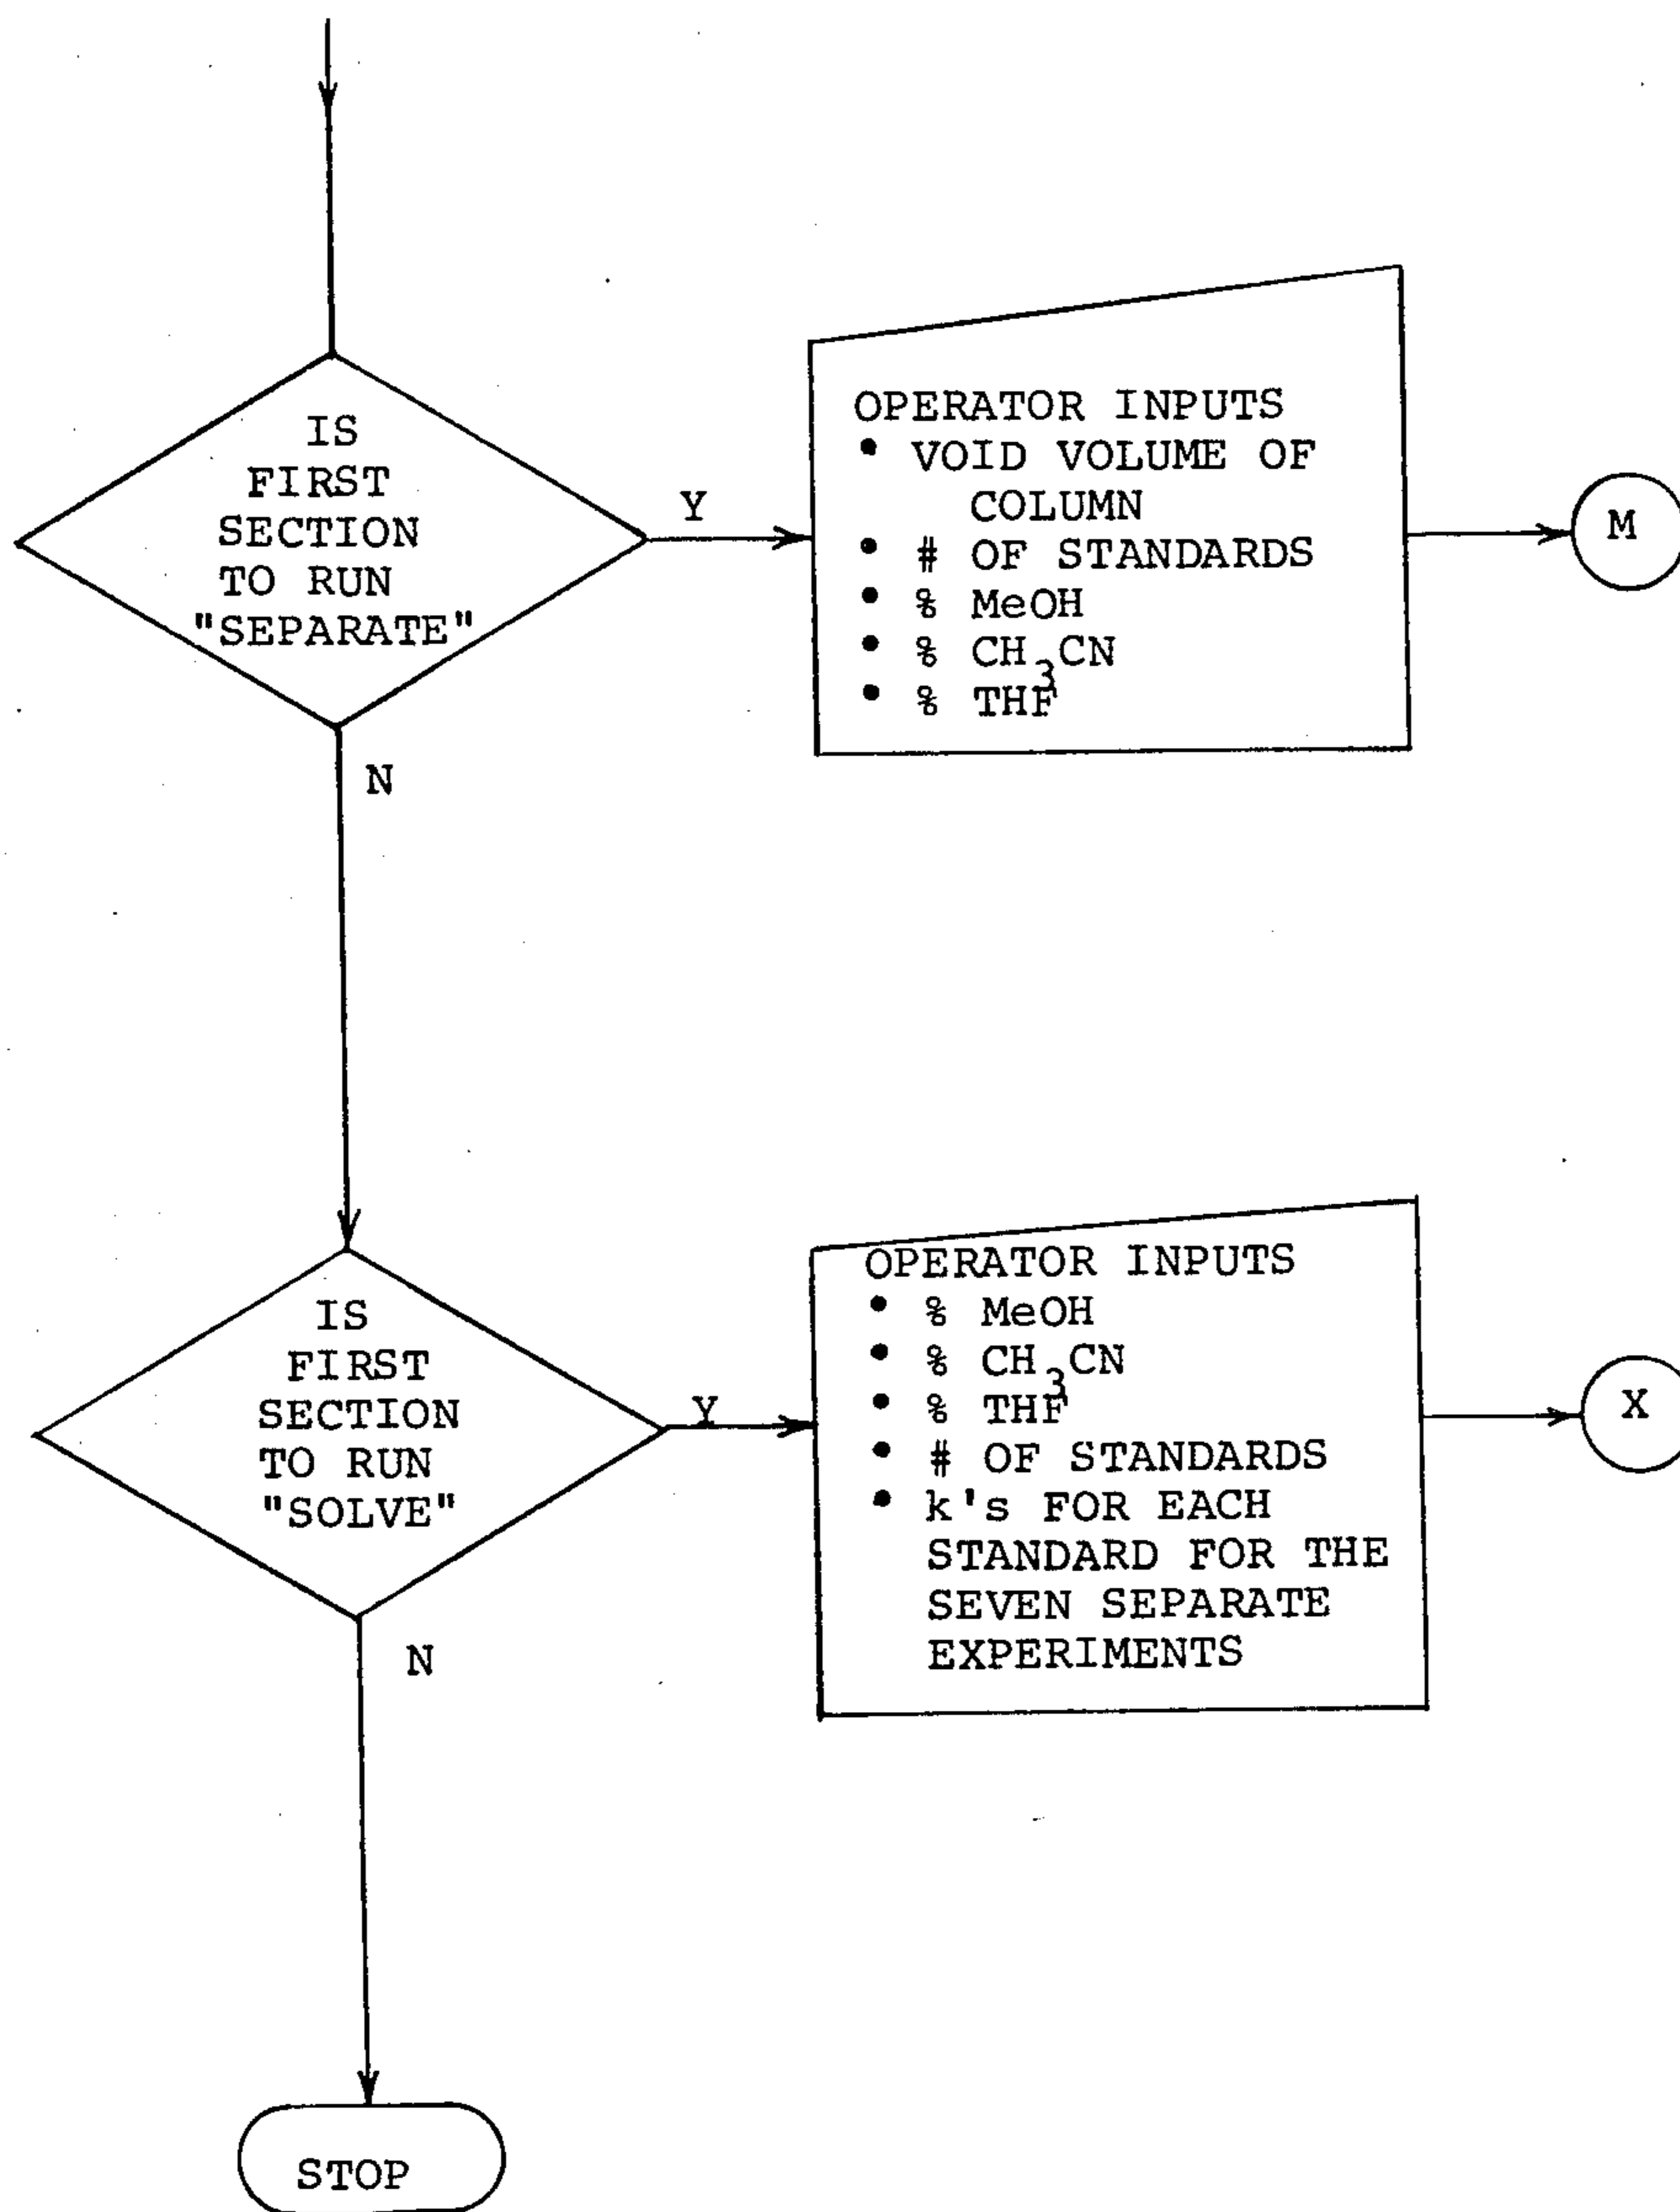 IS
FIRST
SECTION
TO RUN
"SEPARATE"
Y
N
OPERATOR INPUTS
• VOID VOLUME OF
COLUMN
• # OF STANDARDS
• % MeOH
• % CH3CN
• % THF
M
IS
FIRST
SECTION
TO RUN
"SOLVE"
Y
N
OPERATOR INPUTS
• % MeOH
• % CH3CN
• % THF
• # OF STANDARDS
• k's FOR EACH
STANDARD FOR THE
SEVEN SEPARATE
EXPERIMENTS
X
STOP